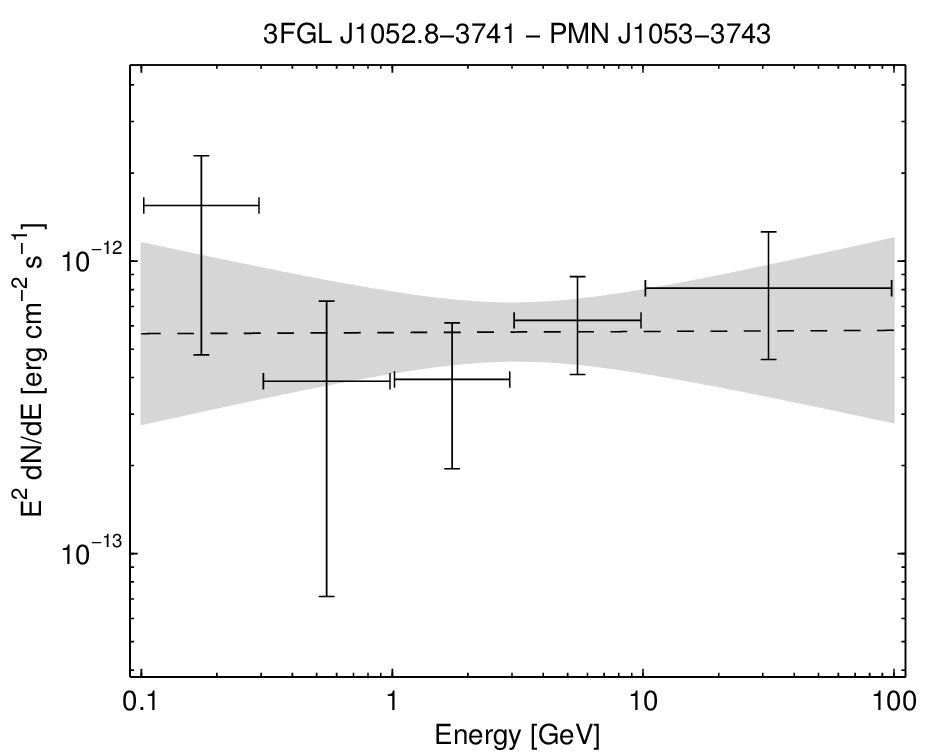 3FGL J1052.8−3741 − PMN J1053−3743
E² dN/dE [erg cm⁻² s⁻¹]
10⁻¹²
10⁻¹³
0.1 1 10 100
Energy [GeV]